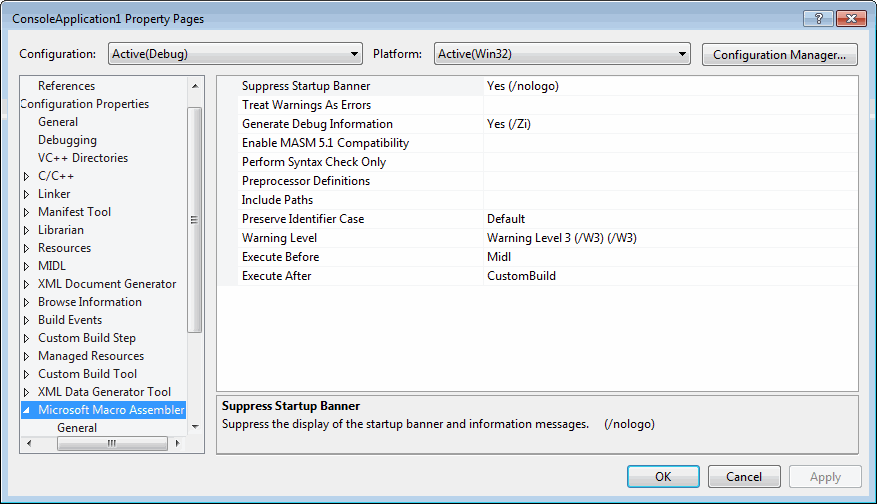 ConsoleApplication1 Property Pages
Configuration: Active(Debug) Platform: Active(Win32) Configuration Manager...
References
Configuration Properties
General
Debugging
VC++ Directories
C/C++
Linker
Manifest Tool
Librarian
Resources
MIDL
XML Document Generator
Browse Information
Build Events
Custom Build Step
Managed Resources
Custom Build Tool
XML Data Generator Tool
Microsoft Macro Assembler
General
Suppress Startup Banner Yes (/nologo)
Treat Warnings As Errors
Generate Debug Information Yes (/Zi)
Enable MASM 5.1 Compatibility
Perform Syntax Check Only
Preprocessor Definitions
Include Paths
Preserve Identifier Case Default
Warning Level Warning Level 3 (/W3) (/W3)
Execute Before Midl
Execute After CustomBuild
Suppress Startup Banner
Suppress the display of the startup banner and information messages. (/nologo)
OK Cancel Apply